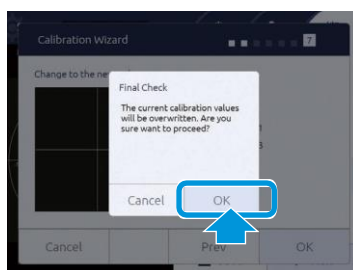 Calibration Wizard
7
Change to the ne
Final Check
The current calibration values
will be overwritten. Are you
sure want to proceed?
Cancel
OK
Cancel
Prev
OK